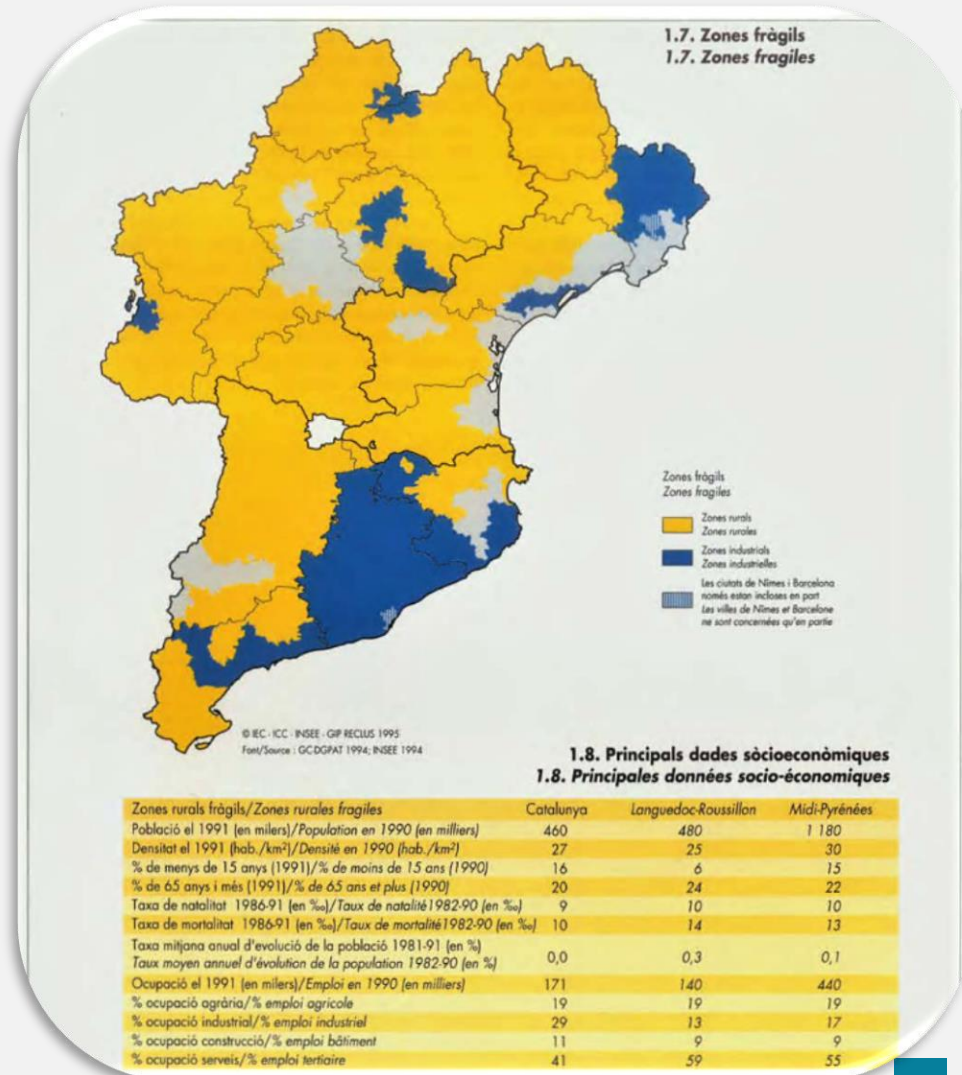 1.7. Zones fràgils
1.7. Zones fragiles
Zones fràgils
Zones fragiles
Zones rurals
Zones rurales
Zones industrials
Zones industrielles
Les ciutats de Nîmes i Barcelona
només estan incloses en part
Les villes de Nîmes et Barcelone
ne sont concernées qu'en partie
© IEC - ICC - INSEE - GIP RECLUS 1995
Font/Source : GCDGPAT 1994; INSEE 1994
1.8. Principals dades sòcioeconòmiques
1.8. Principales données socio-économiques
Zones rurals fràgils/Zones rurales fragiles Catalunya Languedoc-Roussillon Midi-Pyrénées
Població el 1991 (en milers)/Population en 1990 (en milliers) 460 480 1 180
Densitat el 1991 (hab./km²)/Densité en 1990 (hab./km²) 27 25 30
% de menys de 15 anys (1991)/% de moins de 15 ans (1990) 16 6 15
% de 65 anys i més (1991)/% de 65 ans et plus (1990) 20 24 22
Taxa de natalitat 1986-91 (en ‰)/Taux de natalité 1982-90 (en ‰) 9 10 10
Taxa de mortalitat 1986-91 (en ‰)/Taux de mortalité 1982-90 (en ‰) 10 14 13
Taxa mitjana anual d'evolució de la població 1981-91 (en %)
Taux moyen annuel d'évolution de la population 1982-90 (en %) 0,0 0,3 0,1
Ocupació el 1991 (en milers)/Emploi en 1990 (en milliers) 171 140 440
% ocupació agrària/% emploi agricole 19 19 19
% ocupació industrial/% emploi industriel 29 13 17
% ocupació construcció/% emploi bâtiment 11 9 9
% ocupació serveis/% emploi tertiaire 41 59 55